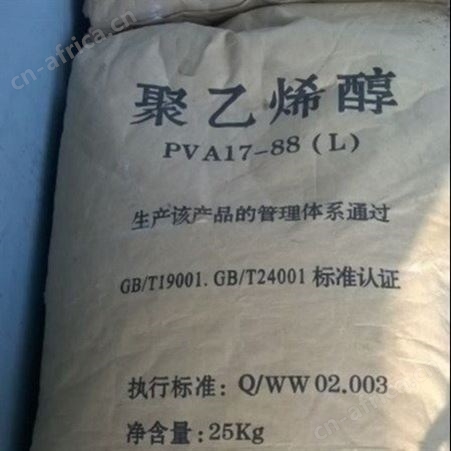 cn-africa.cn
聚乙烯醇
PVA17-88(L)
生产该产品的管理体系通过
GB/T19001.GB/T24001 标准认证
执行标准: Q/WW 02.003
净含量: 25Kg